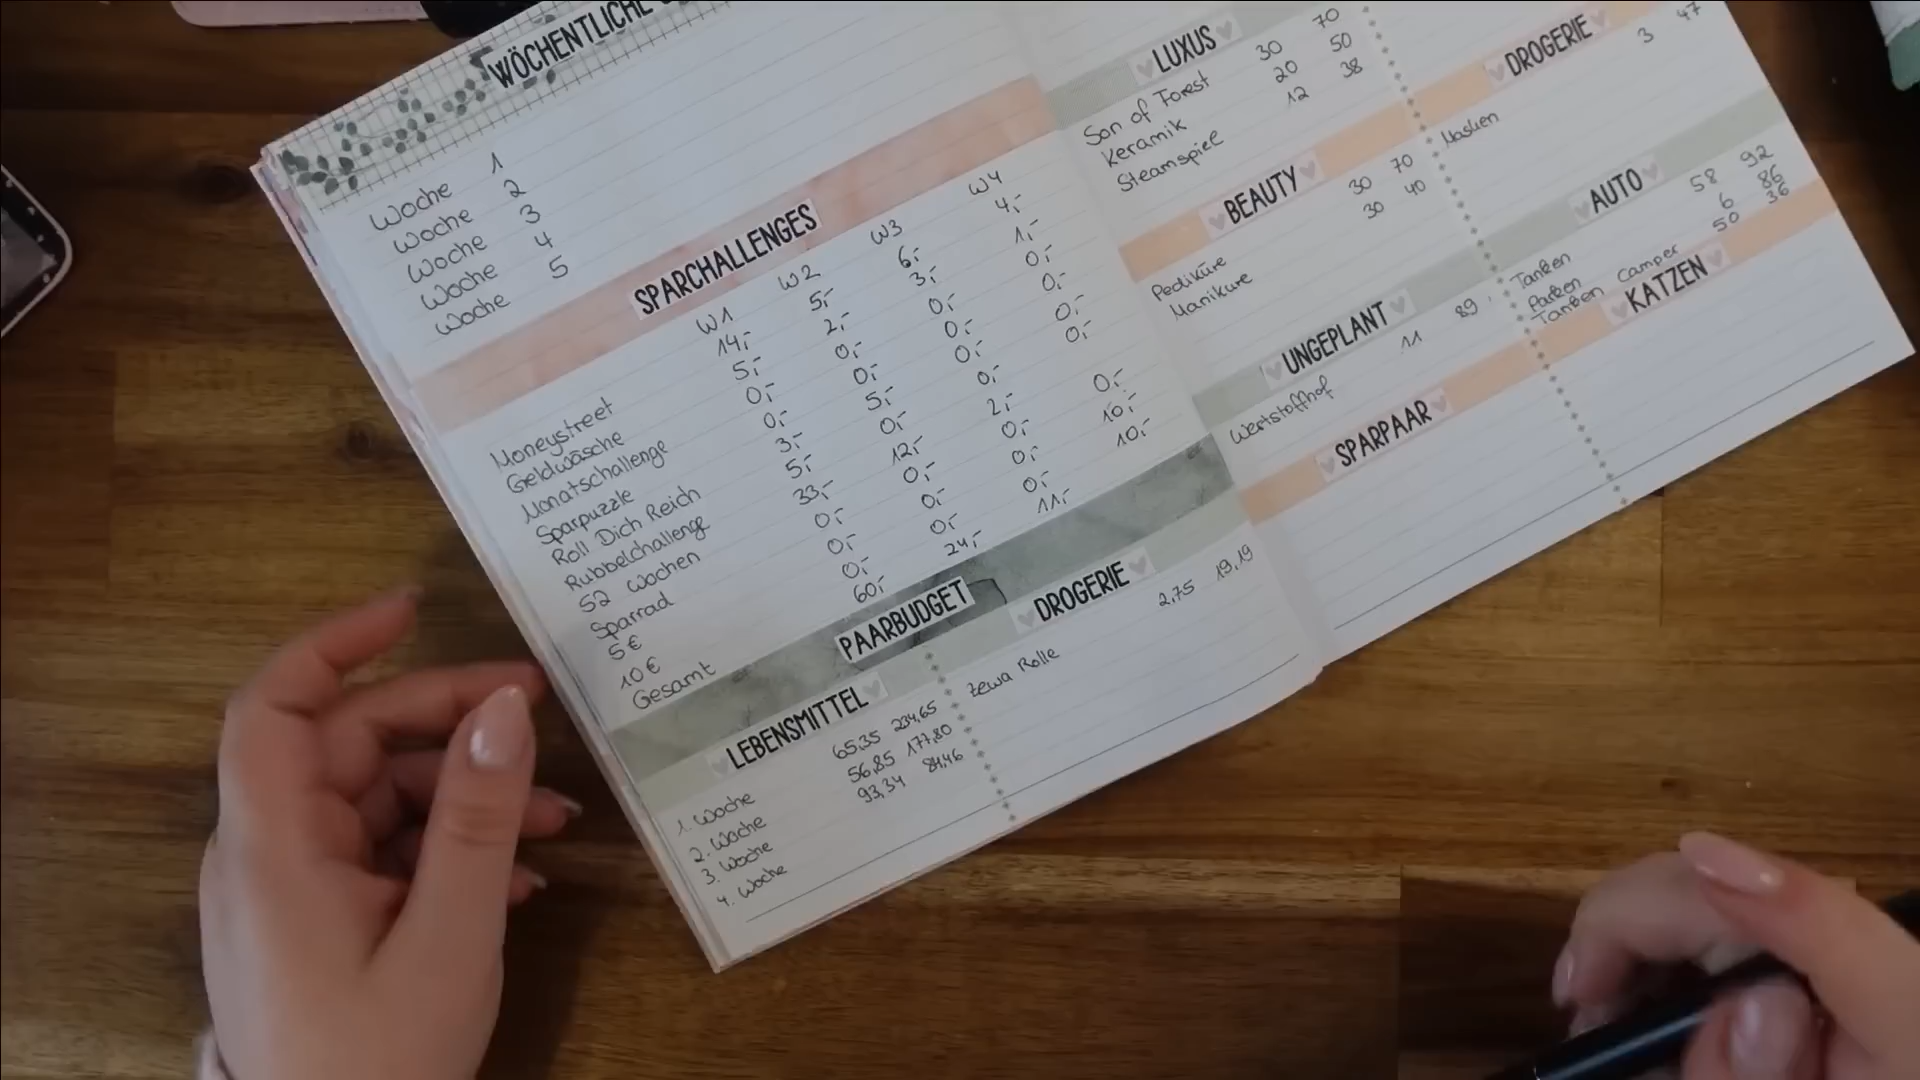 WÖCHENTLICHE
Woche 1
Woche 2
Woche 3
Woche 4
Woche 5
SPARCHALLENGES
W1 W2 W3 W4
Moneystreet 14,- 5,- 6,- 4,-
Geldwäsche 5,- 2,- 3,- 1,-
Monatschallenge 0,- 0,- 0,- 0,-
Sparpuzzle 0,- 0,- 0,- 0,-
Roll Dich Reich 3,- 5,- 0,- 0,-
Rubbelchallenge 5,- 0,- 0,- 0,-
52 Wochen 33,- 12,- 2,-
Sparrad 0,- 0,- 0,- 0,-
5€ 0,- 0,- 0,- 10,-
10€ 0,- 0,- 0,- 10,-
Gesamt 60,- 24,- 11,-
PAARBUDGET
LEBENSMITTEL
1. Woche 65,35 234,65
2. Woche 56,85 177,80
3. Woche 93,34 84,46
4. Woche
DROGERIE
Zewa Rolle 2,75 19,19
LUXUS
Son of Forest 30 70
Keramik 20 50
Steamspiel 12 38
BEAUTY
Pediküre 30 70
Maniküre 30 40
UNGEPLANT
Wertstoffhof 11 89
SPARPAAR
DROGERIE
Masken 3 47
AUTO
Tanken 58 92
Parken 6 86
Tanken Camper 50 36
KATZEN